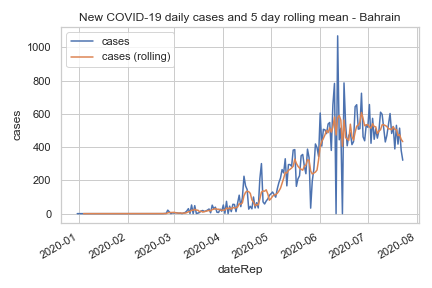 New COVID-19 daily cases and 5 day rolling mean - Bahrain
cases
cases (rolling)
1000
800
600
400
200
0
cases
2020-01
2020-02
2020-03
2020-04
2020-05
2020-06
2020-07
2020-08
dateRep